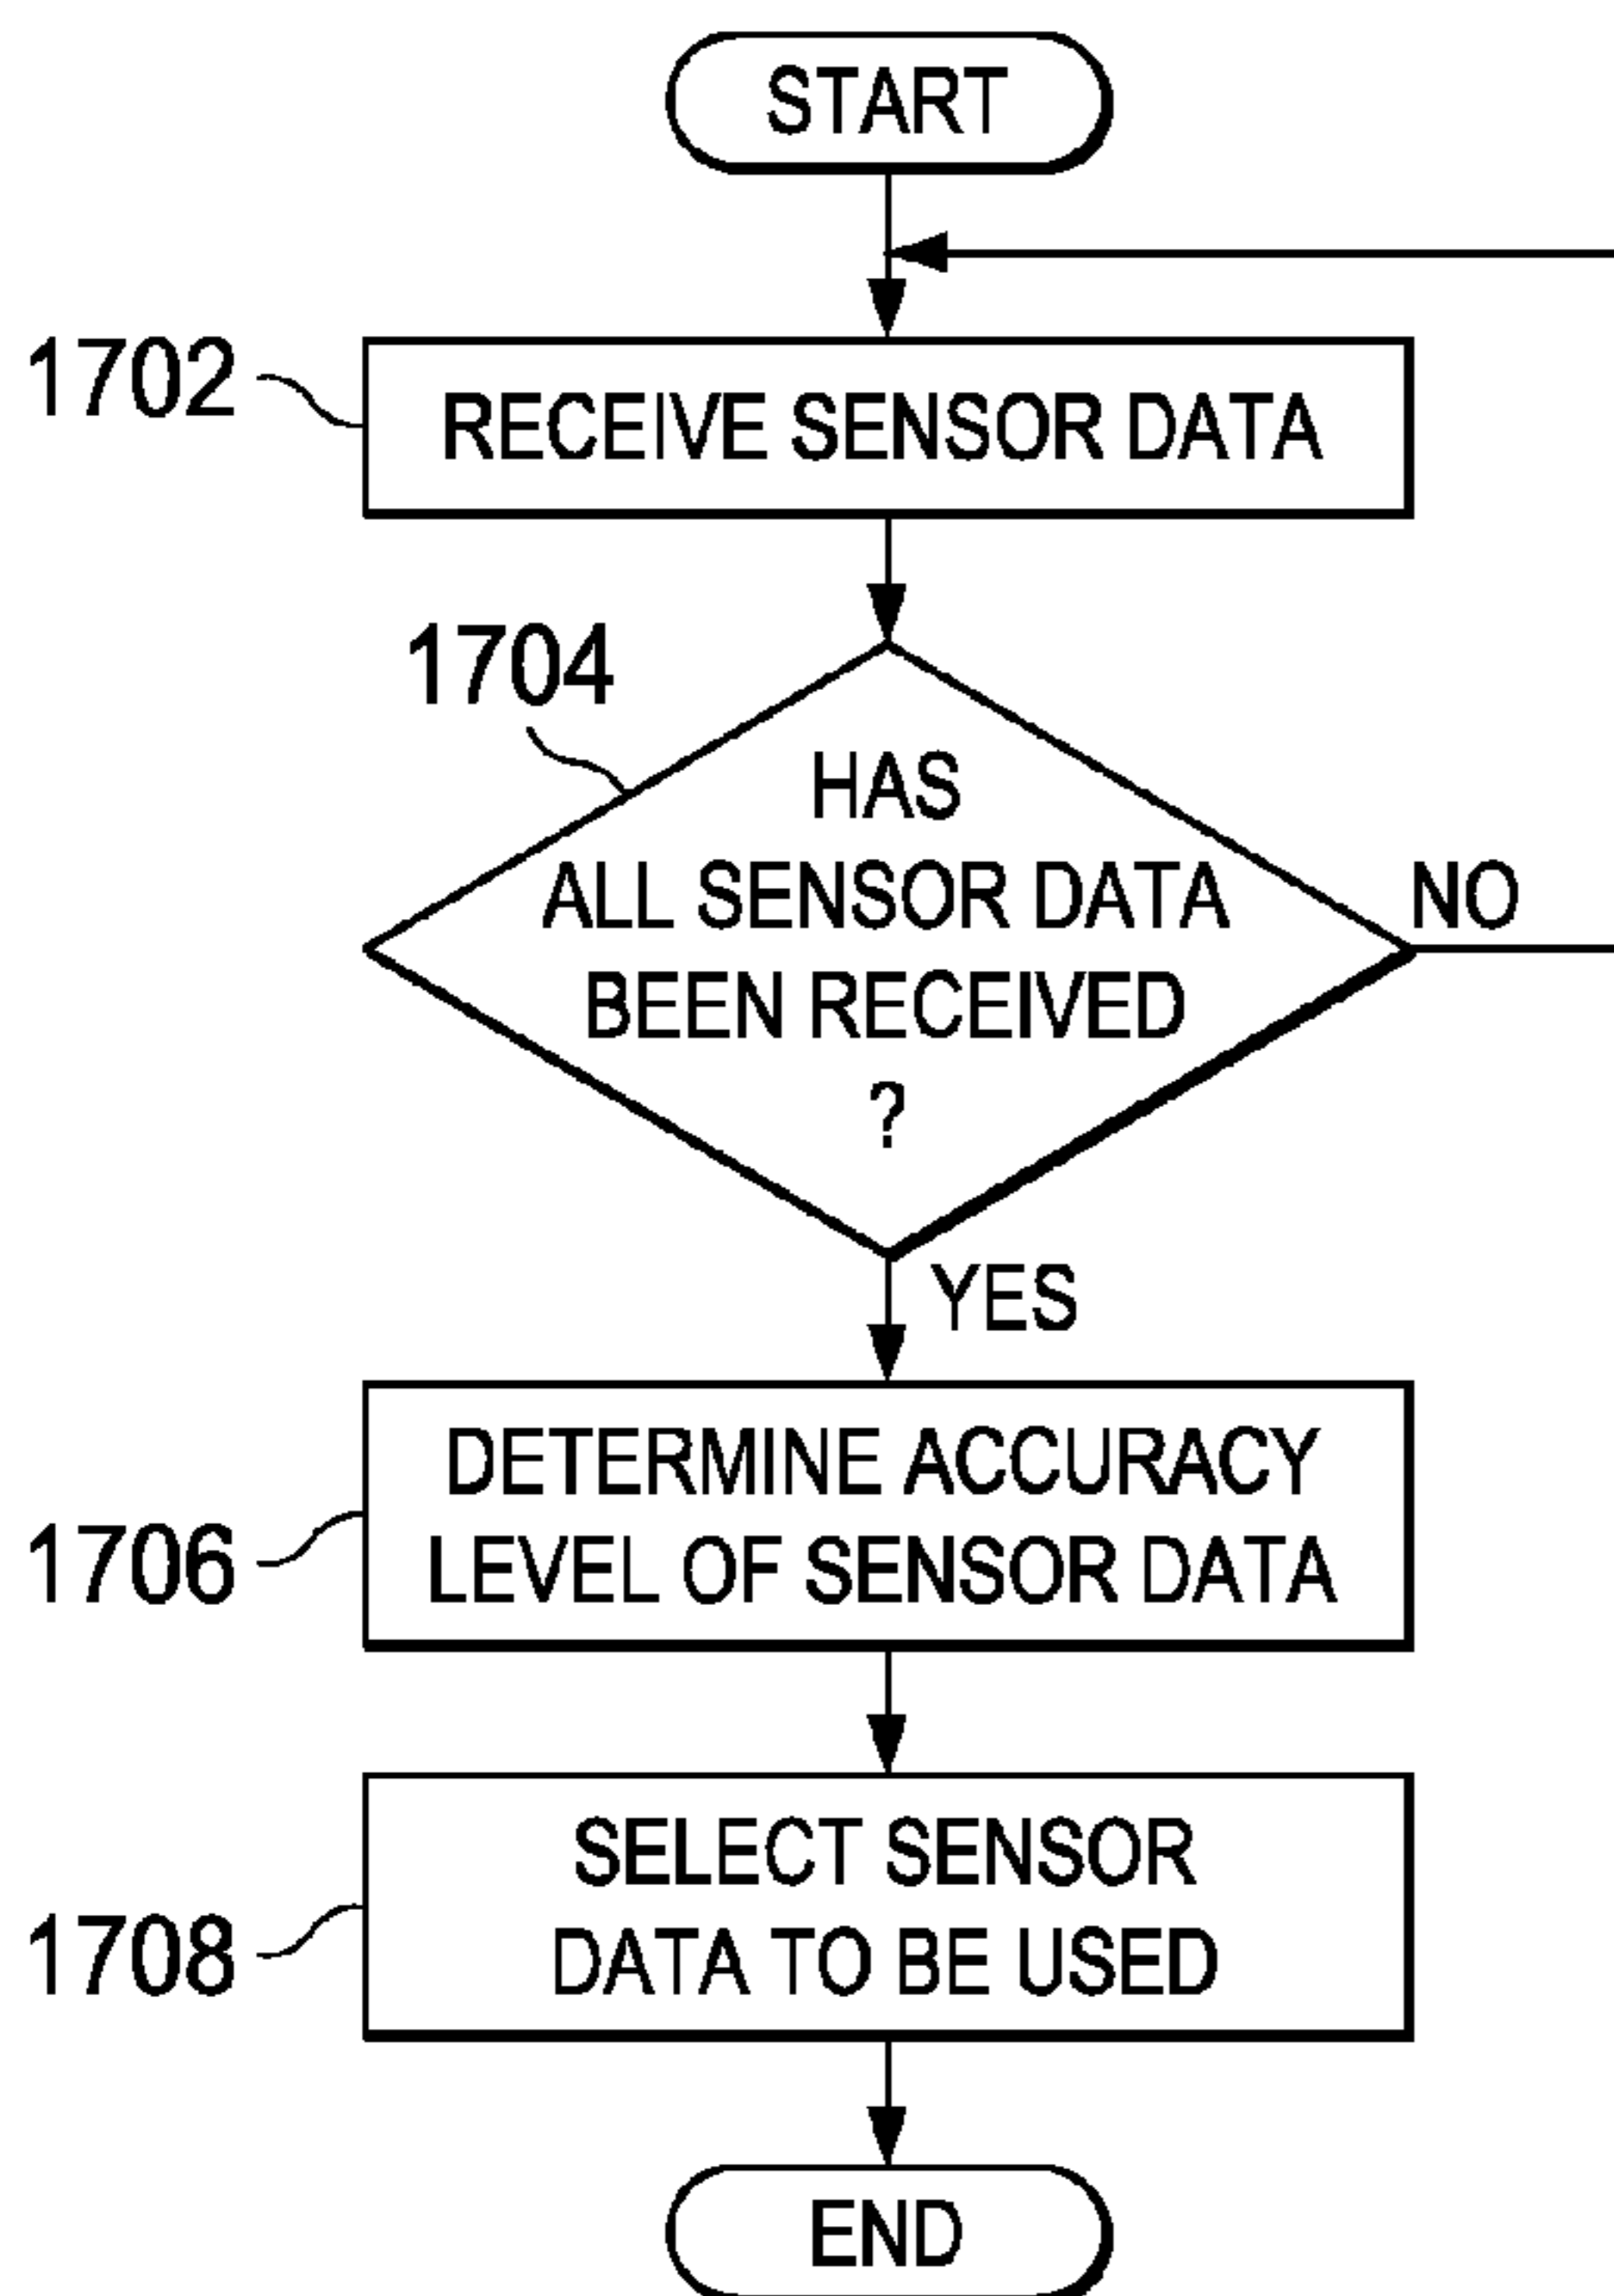 START
1702
RECEIVE SENSOR DATA
1704
HAS
ALL SENSOR DATA
BEEN RECEIVED
?
NO
YES
1706
DETERMINE ACCURACY
LEVEL OF SENSOR DATA
1708
SELECT SENSOR
DATA TO BE USED
END